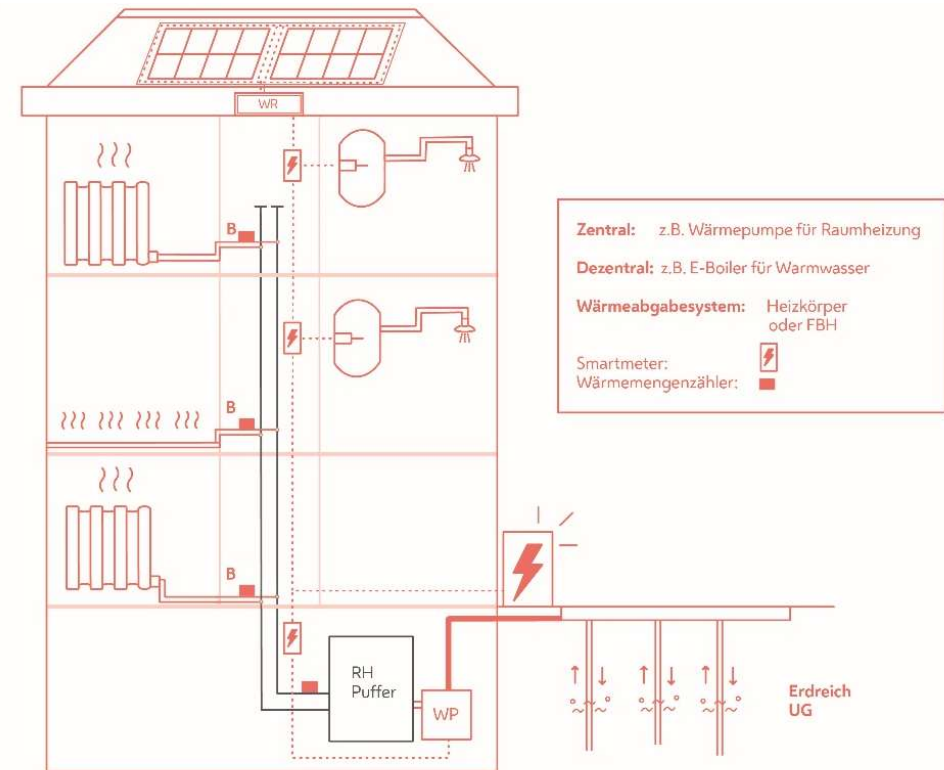 WR
B
Zentral: z.B. Wärmepumpe für Raumheizung
Dezentral: z.B. E-Boiler für Warmwasser
Wärmeabgabesystem: Heizkörper
oder FBH
Smartmeter:
Wärmemengenzähler:
B
B
RH
Puffer
WP
Erdreich
UG